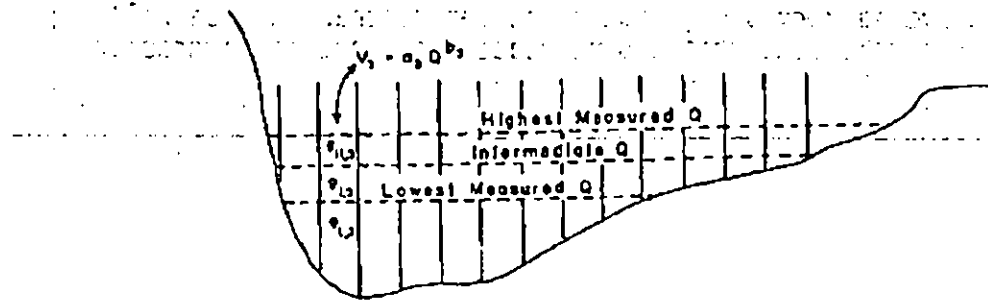 V₃ = a₃ Q^b₃
Highest Measured Q
Intermediate Q
Lowest Measured Q